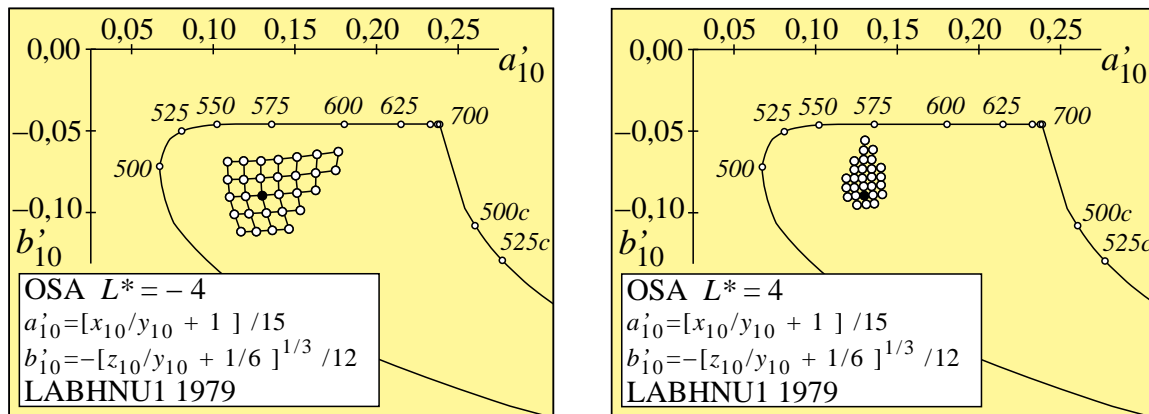 0,00 0,10 0,15 0,20 0,25
a'10
525 550 575 600 625 700
−0,05
500
−0,10
500c
b'10
525c
OSA L* = − 4
a'10=[x10/y10 + 1 ] /15
b'10=−[z10/y10 + 1/6 ]1/3 /12
LABHNU1 1979
0,00 0,10 0,15 0,20 0,25
a'10
525 550 575 600 625 700
−0,05
500
−0,10
500c
b'10
525c
OSA L* = 4
a'10=[x10/y10 + 1 ] /15
b'10=−[z10/y10 + 1/6 ]1/3 /12
LABHNU1 1979